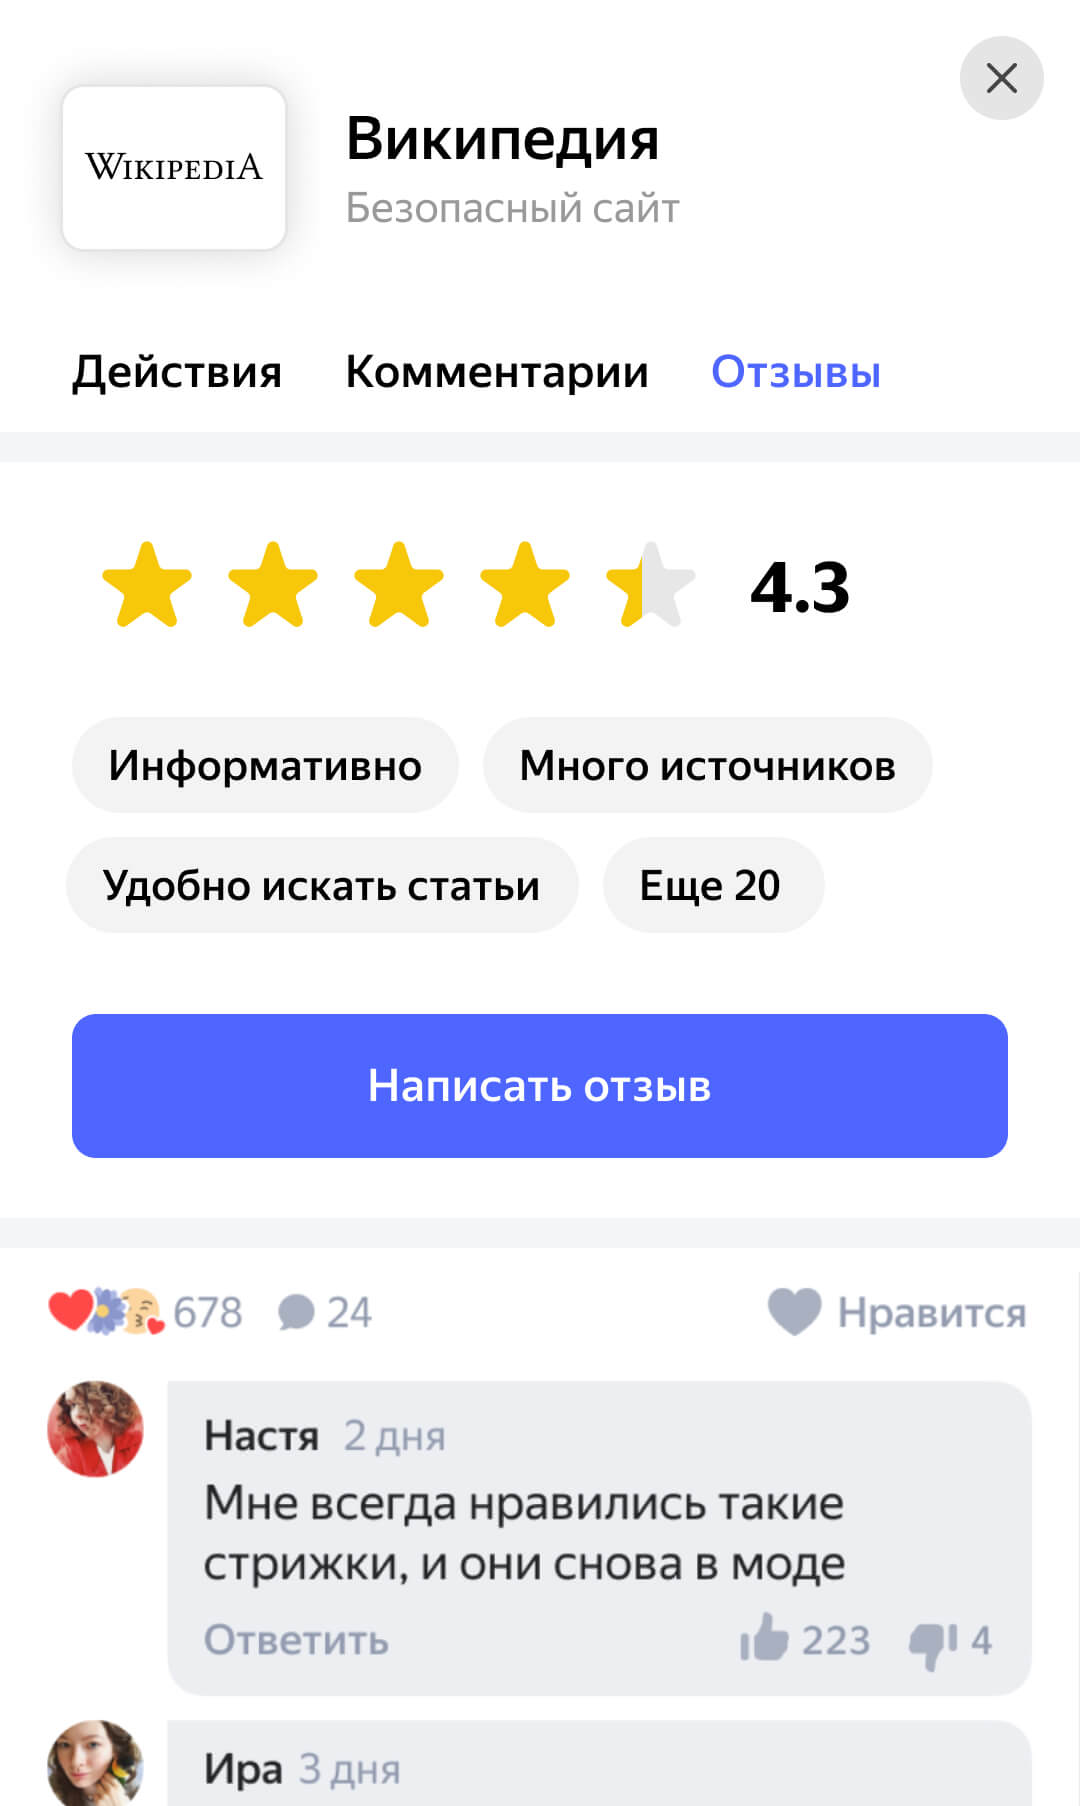 WIKIPEDIA
Википедия
Безопасный сайт
Действия Комментарии Отзывы
4.3
Информативно Много источников
Удобно искать статьи Еще 20
Написать отзыв
678 24 Нравится
Настя 2 дня
Мне всегда нравились такие
стрижки, и они снова в моде
Ответить 223 4
Ира 3 дня